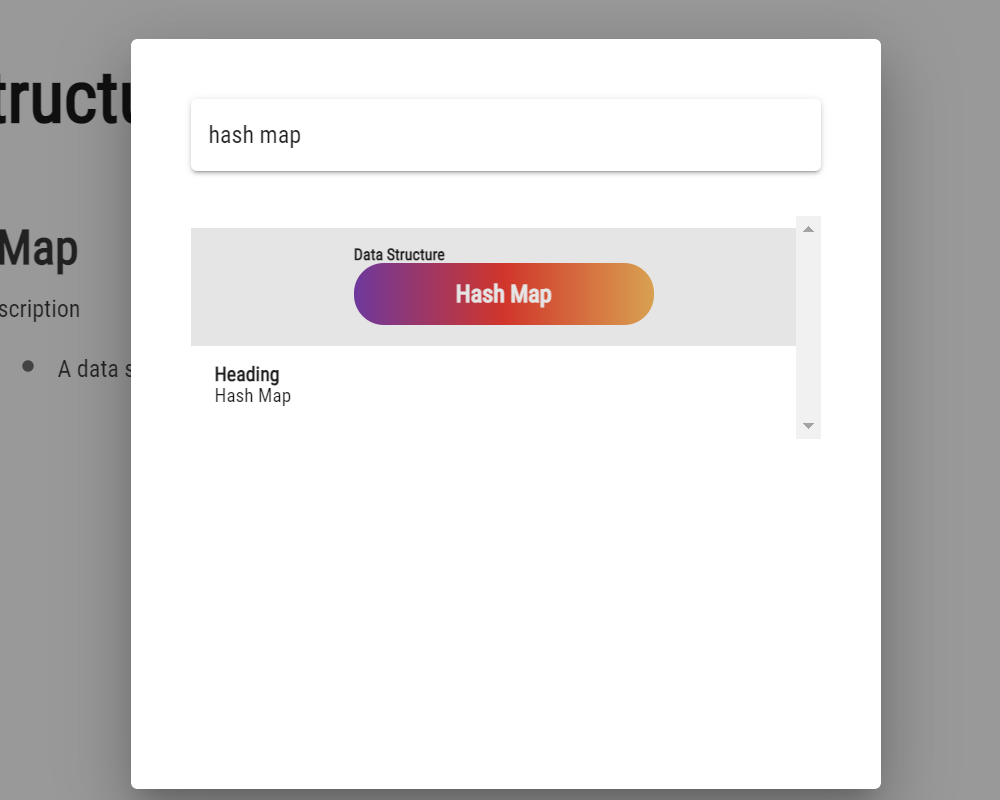 tructu
hash map
Map
Data Structure
Hash Map
scription
A data s
Heading
Hash Map